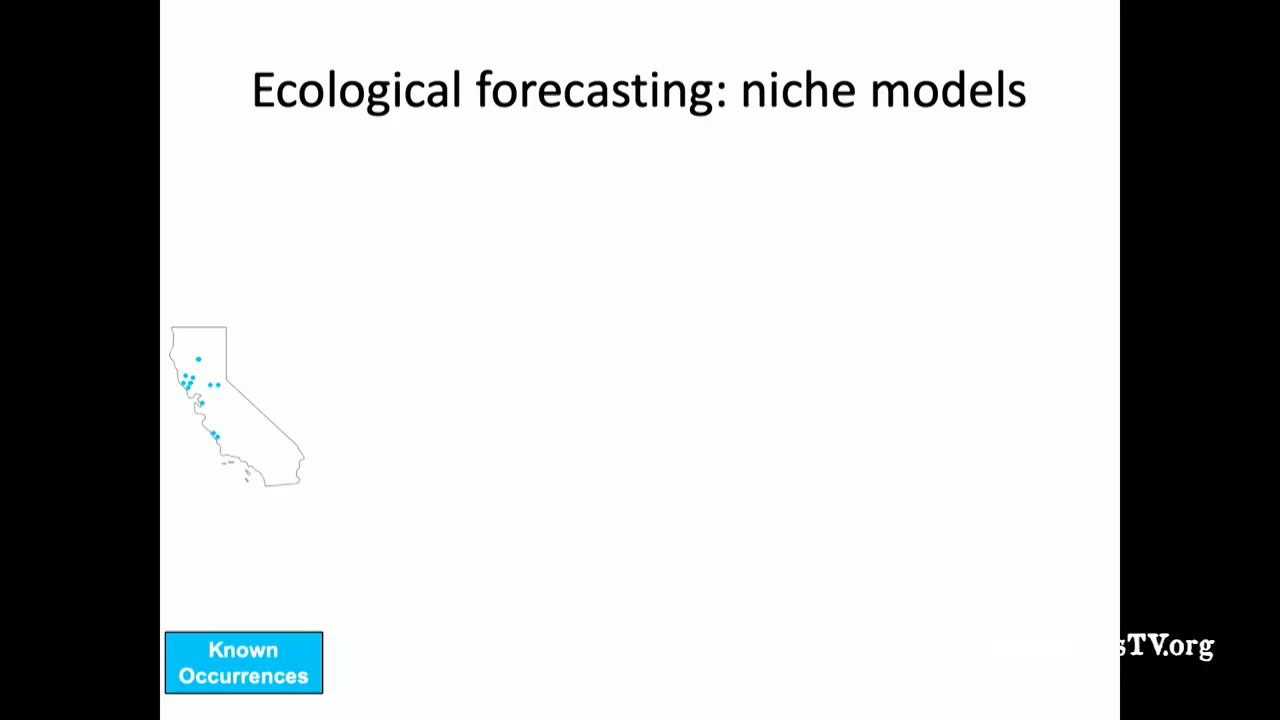 Ecological forecasting: niche models
Known
Occurrences
sTV.org